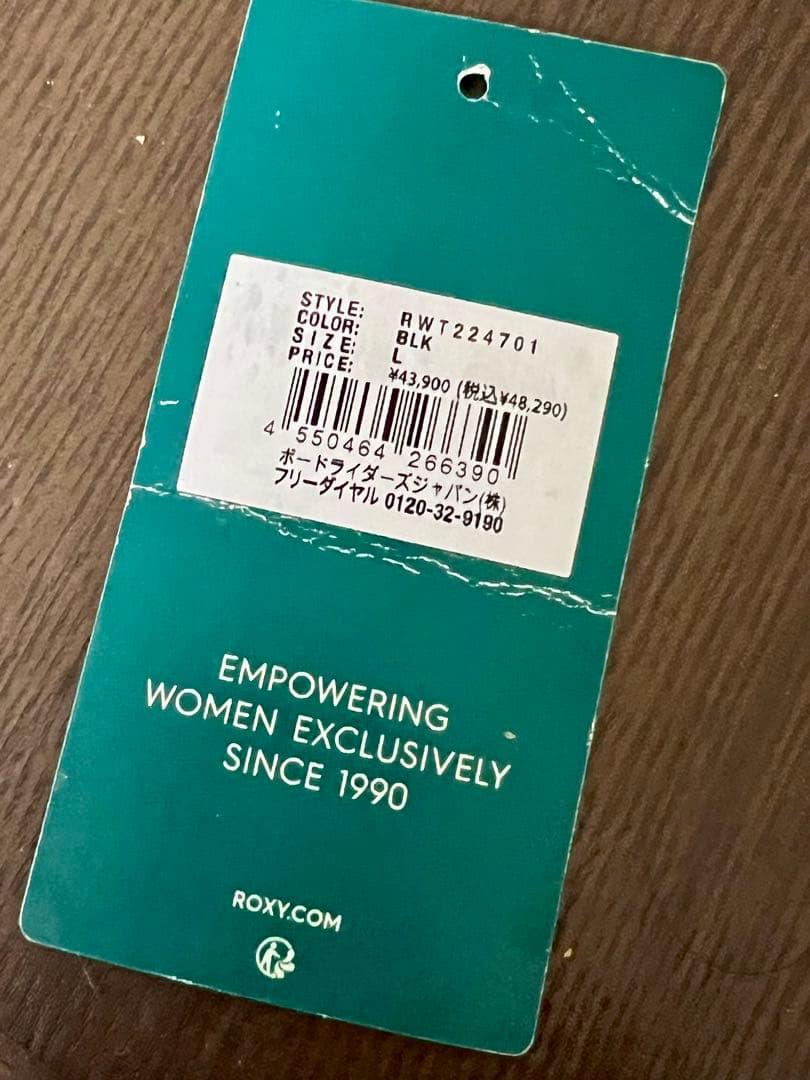 STYLE: RWT224701
COLOR: BLK
SIZE: L
PRICE: ¥43,900 (税込¥48,290)
4 550464 266390
ボードライダーズジャパン(株)
フリーダイヤル 0120-32-9190
EMPOWERING
WOMEN EXCLUSIVELY
SINCE 1990
ROXY.COM